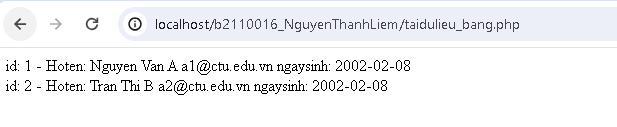 localhost/b2110016_NguyenThanhLiem/taidulieu_bang.php
id: 1 - Hoten: Nguyen Van A a1@ctu.edu.vn ngaysinh: 2002-02-08
id: 2 - Hoten: Tran Thi B a2@ctu.edu.vn ngaysinh: 2002-02-08